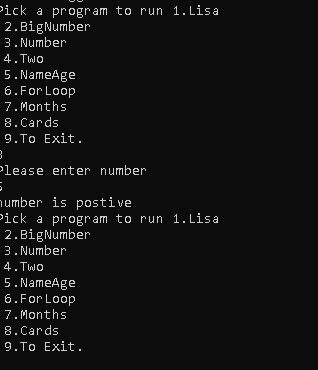 Pick a program to run 1.Lisa
2.BigNumber
3.Number
4.Two
5.NameAge
6.ForLoop
7.Months
8.Cards
9.To Exit.
3
Please enter number
5
number is postive
Pick a program to run 1.Lisa
2.BigNumber
3.Number
4.Two
5.NameAge
6.ForLoop
7.Months
8.Cards
9.To Exit.